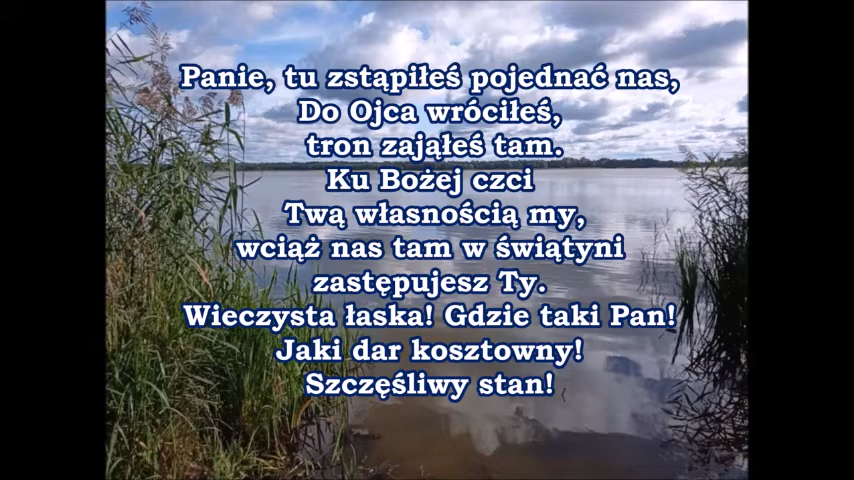 Panie, tu zstąpiłeś pojednać nas,
Do Ojca wróciłeś,
tron zająłeś tam.
Ku Bożej czci
Twą własnością my,
wciąż nas tam w świątyni
zastępujesz Ty.
Wieczysta łaska! Gdzie taki Pan!
Jaki dar kosztowny!
Szczęśliwy stan!